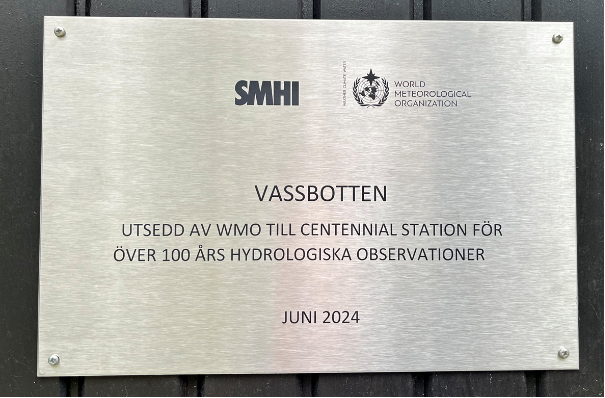 SMHI
WORLD
METEOROLOGICAL
ORGANIZATION
VASSBOTTEN
UTSEDD AV WMO TILL CENTENNIAL STATION FÖR
ÖVER 100 ÅRS HYDROLOGISKA OBSERVATIONER
JUNI 2024